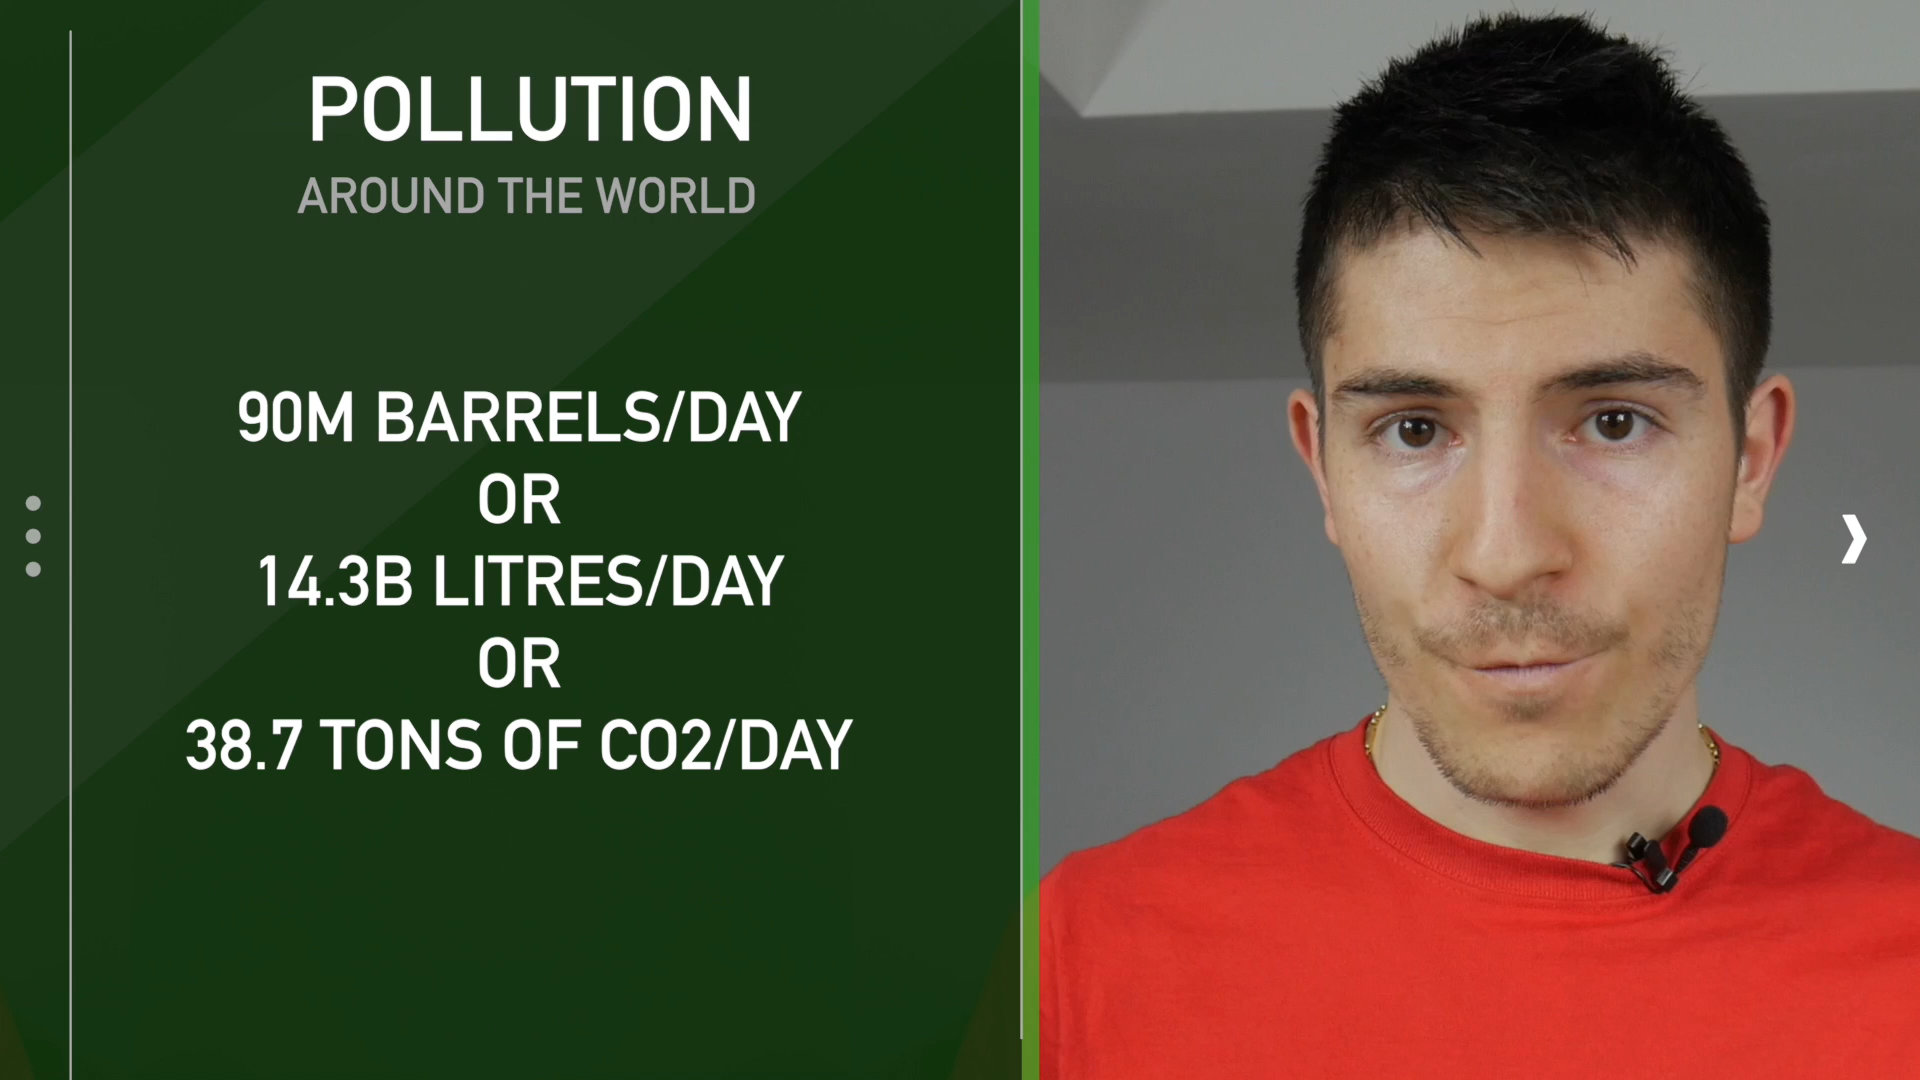 POLLUTION
AROUND THE WORLD
90M BARRELS/DAY
OR
14.3B LITRES/DAY
OR
38.7 TONS OF CO2/DAY